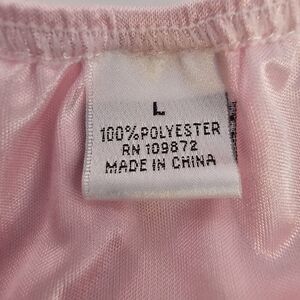 L
100% POLYESTER
RN 109872
MADE IN CHINA